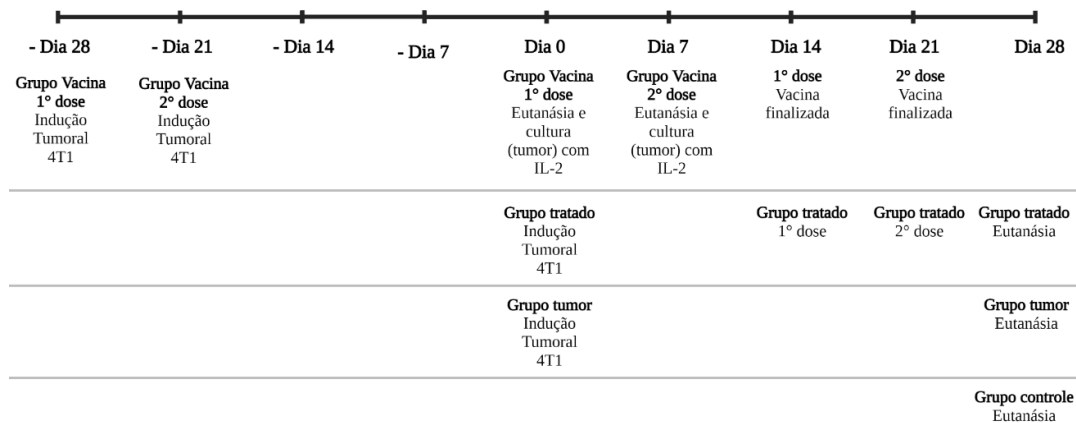 - Dia 28
- Dia 21
- Dia 14
- Dia 7
Dia 0
Dia 7
Dia 14
Dia 21
Dia 28
Grupo Vacina
1° dose
Indução
Tumoral
4T1
Grupo Vacina
2° dose
Indução
Tumoral
4T1
Grupo Vacina
1° dose
Eutanásia e
cultura
(tumor) com
IL-2
Grupo Vacina
2° dose
Eutanásia e
cultura
(tumor) com
IL-2
1° dose
Vacina
finalizada
2° dose
Vacina
finalizada
Grupo tratado
Indução
Tumoral
4T1
Grupo tratado
1° dose
Grupo tratado
2° dose
Grupo tratado
Eutanásia
Grupo tumor
Indução
Tumoral
4T1
Grupo tumor
Eutanásia
Grupo controle
Eutanásia